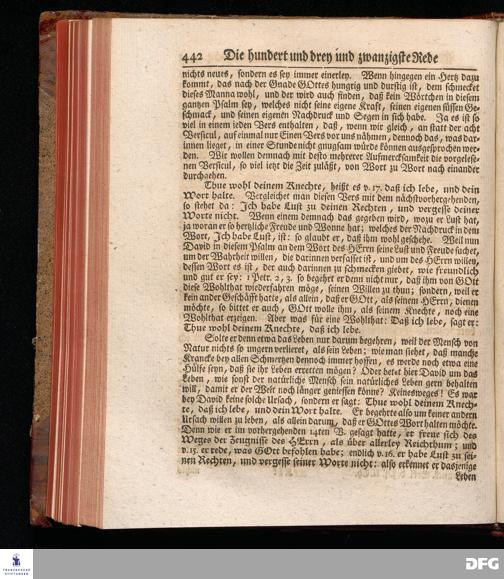 442 Die hundert und drey und zwanzigste Rede
nichts neues, sondern es sey immer einerley. Wenn hingegen ein Hertz dazu
kommt, das nach der Gnade GOttes hungrig und durstig ist, dem schmecket
dieses Manna wohl, und der wird auch finden, daß kein Wörtchen in diesem
gantzen Psalm sey, welches nicht seine eigene Kraft, seinen eigenen süssen Ge-
schmack, und seinen eigenen Nachdruck und Segen in sich habe. Ja es ist so
viel in einem jeden Vers enthalten, daß, wenn wir gleich, an statt der acht
Versicul, auf einmal nur Einen Vers vor uns nähmen, dennoch das, was dar-
innen lieget, in einer Stunde nicht gnugsam würde können ausgesprochen wer-
den. Wir wollen demnach mit desto mehrerer Aufmercksamkeit die vorgelese-
nen Versicul, so viel ietzt die Zeit zuläßt, von Wort zu Wort nach einander
durchgehen.
Thue wohl deinem Knechte, heißt es v. 17. daß ich lebe, und dein
Wort halte. Vergleichet man diesen Vers mit dem nächstvorhergehenden,
so stehet da: Ich habe Lust zu deinen Rechten, und vergesse deiner
Worte nicht. Wenn einem demnach das gegeben wird, wozu er Lust hat,
ja woran er so hertzliche Freude und Wonne hat; welches der Nachdruck in dem
Wort, Ich habe Lust, ist: so glaubt er, daß ihm wohl geschehe. Weil nun
David in diesem Psalm an dem Wort des HErrn seine Lust und Freude suchet,
um der Wahrheit willen, die darinnen verfasset ist, und um des HErrn willen,
dessen Wort es ist, der auch darinnen zu schmecken giebet, wie freundlich
und gut er sey: 1 Petr. 2, 3. so begehrt er denn nicht nur, daß ihm von GOtt
diese Wohlthat wiederfahren möge, seinen Willen zu thun; sondern, weil er
kein ander Geschäfft hatte, als allein, daß er GOtt, als seinem HErrn, dienen
möchte, so bittet er auch, GOtt wolle ihm, als seinem Knechte, noch eine
Wohlthat erzeigen. Aber was für eine Wohlthat: Daß ich lebe, sagt er:
Thue wohl deinem Knechte, daß ich lebe.
Solte er denn etwa das Leben nur darum begehren, weil der Mensch von
Natur nichts so ungern verlieret, als sein Leben; wie man siehet, daß manche
Krancke bey allen Schmertzen dennoch immer hoffen, es werde noch etwa eine
Hülfe seyn, daß sie ihr Leben erretten mögen? Oder betet hier David um das
Leben, wie sonst der natürliche Mensch sein natürliches Leben gern behalten
will, damit er der Welt noch länger geniessen könne? Keinesweges! Es war
bey David keine solche Ursach, sondern er sagt: Thue wohl deinem Knech-
te, daß ich lebe, und dein Wort halte. Er begehrte also um keiner andern
Ursach willen zu leben, als allein darum, daß er GOttes Wort halten möchte.
Denn wie er im vorhergehenden 14ten V. gesagt hatte, er freue sich des
Weges der Zeugnisse des HErrn, als über allerley Reichthum; und
v. 15. er rede, was GOtt befohlen habe; endlich v. 16. er habe Lust zu sei-
nen Rechten, und vergesse seiner Worte nicht: also erkennet er dasjenige
Leben
FRANCKESCHE STIFTUNGEN
DFG